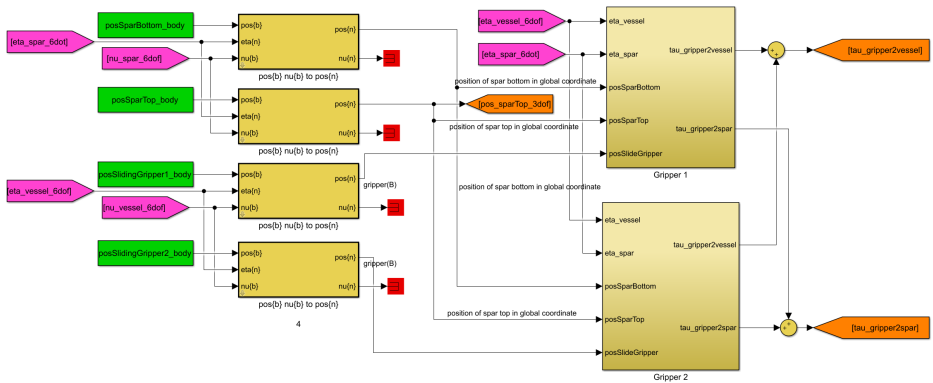 posSparBottom_body
[eta_spar_6dot]
[nu_spar_6dof]
pos{b}
eta{n}
nu{b}
pos{n}
nu{n}
pos{b} nu{b} to pos{n}
posSparTop_body
pos{b}
eta{n}
nu{b}
pos{n}
nu{n}
pos{b} nu{b} to pos{n}
posSlidingGripper1_body
[eta_vessel_6dof]
[nu_vessel_6dof]
pos{b}
eta{n}
nu{b}
pos{n}
nu{n}
gripper(B)
pos{b} nu{b} to pos{n}
posSlidingGripper2_body
pos{b}
eta{n}
nu{b}
pos{n}
nu{n}
gripper(B)
pos{b} nu{b} to pos{n}
4
[eta_vessel_6dof]
[eta_spar_6dof]
position of spar bottom in global coordinate
[pos_sparTop_3dof]
position of spar top in global coordinate
eta_vessel
eta_spar
posSparBottom
posSparTop
posSlideGripper
tau_gripper2vessel
tau_gripper2spar
Gripper 1
[tau_gripper2vessel]
position of spar bottom in global coordinate
position of spar top in global coordinate
eta_vessel
eta_spar
posSparBottom
posSparTop
posSlideGripper
tau_gripper2vessel
tau_gripper2spar
Gripper 2
[tau_gripper2spar]